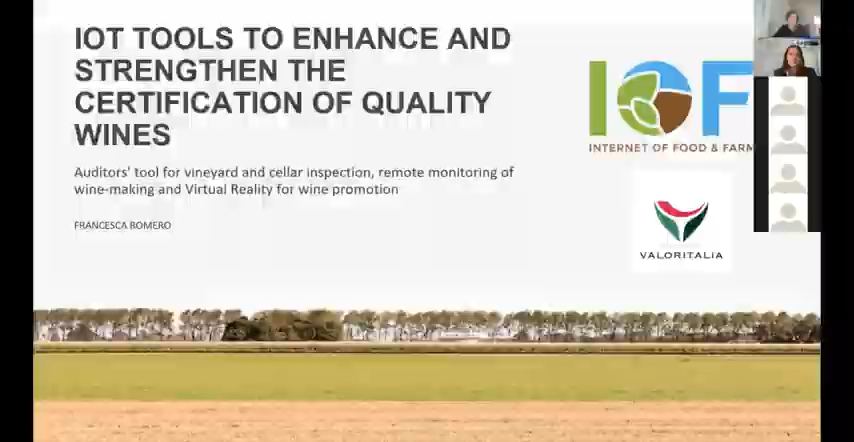 IOT TOOLS TO ENHANCE AND
STRENGTHEN THE
CERTIFICATION OF QUALITY
WINES
Auditors' tool for vineyard and cellar inspection, remote monitoring of
wine-making and Virtual Reality for wine promotion
FRANCESCA ROMERO
IOF
INTERNET OF FOOD & FARM
VALORITALIA